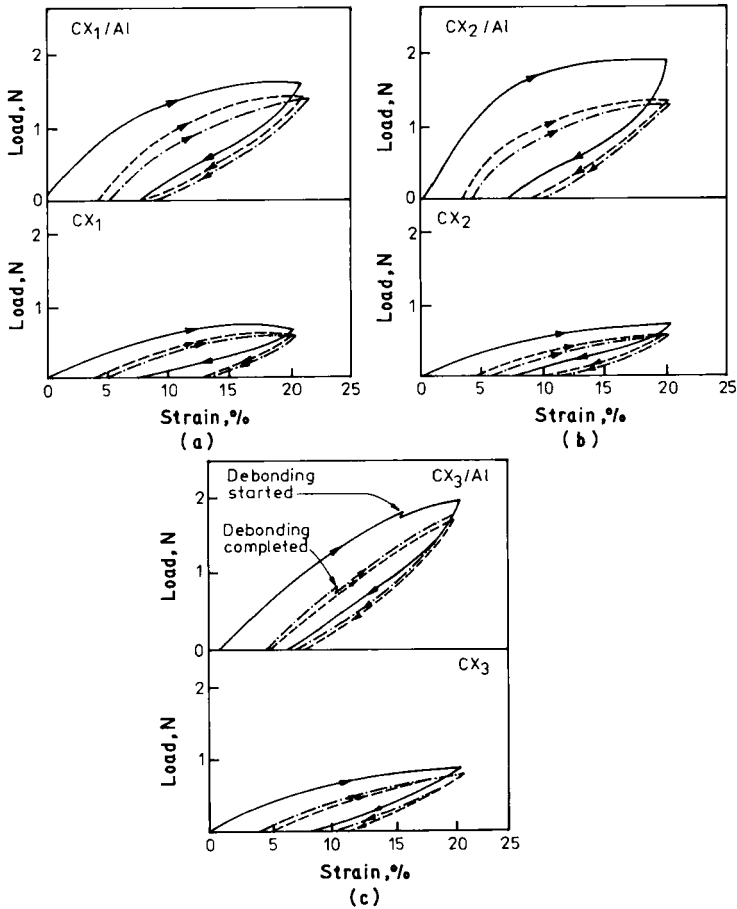 CX₁/Al
2
1
0
Load, N
CX₁
2
1
Load, N
0 5 10 15 20 25
Strain, %
(a)
CX₂/Al
2
1
0
Load, N
CX₂
2
1
Load, N
0 5 10 15 20 25
Strain, %
(b)
Debonding
started
CX₃/Al
Debonding
completed
2
1
0
Load, N
CX₃
1
Load, N
0 5 10 15 20 25
Strain, %
(c)